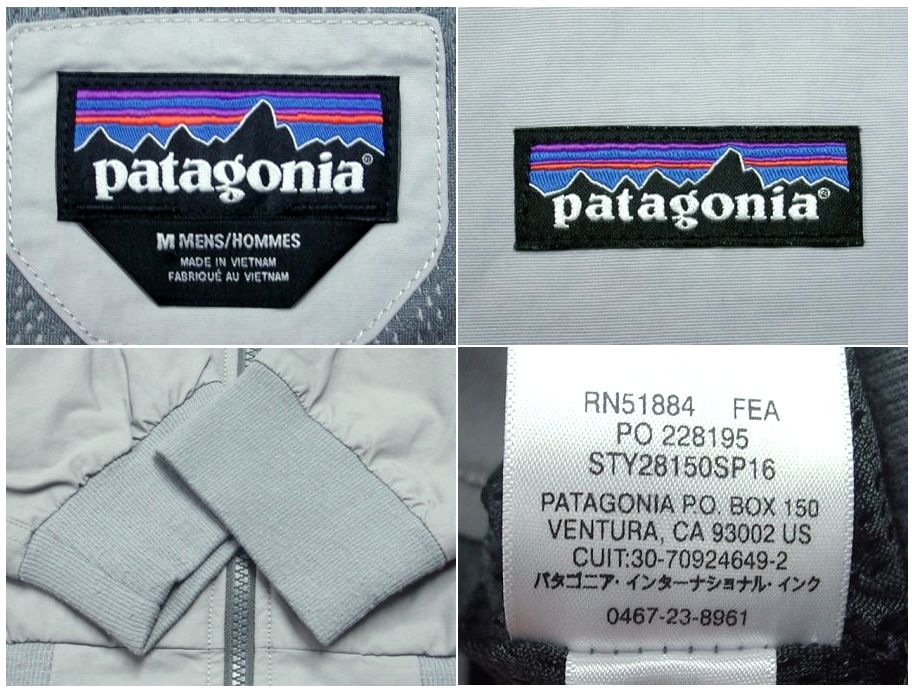 patagonia®
M MENS/HOMMES
MADE IN VIETNAM
FABRIQUÉ AU VIETNAM
patagonia®
RN51884 FEA
PO 228195
STY28150SP16
PATAGONIA P.O. BOX 150
VENTURA, CA 93002 US
CUIT:30-70924649-2
パタゴニア・インターナショナル・インク
0467-23-8961